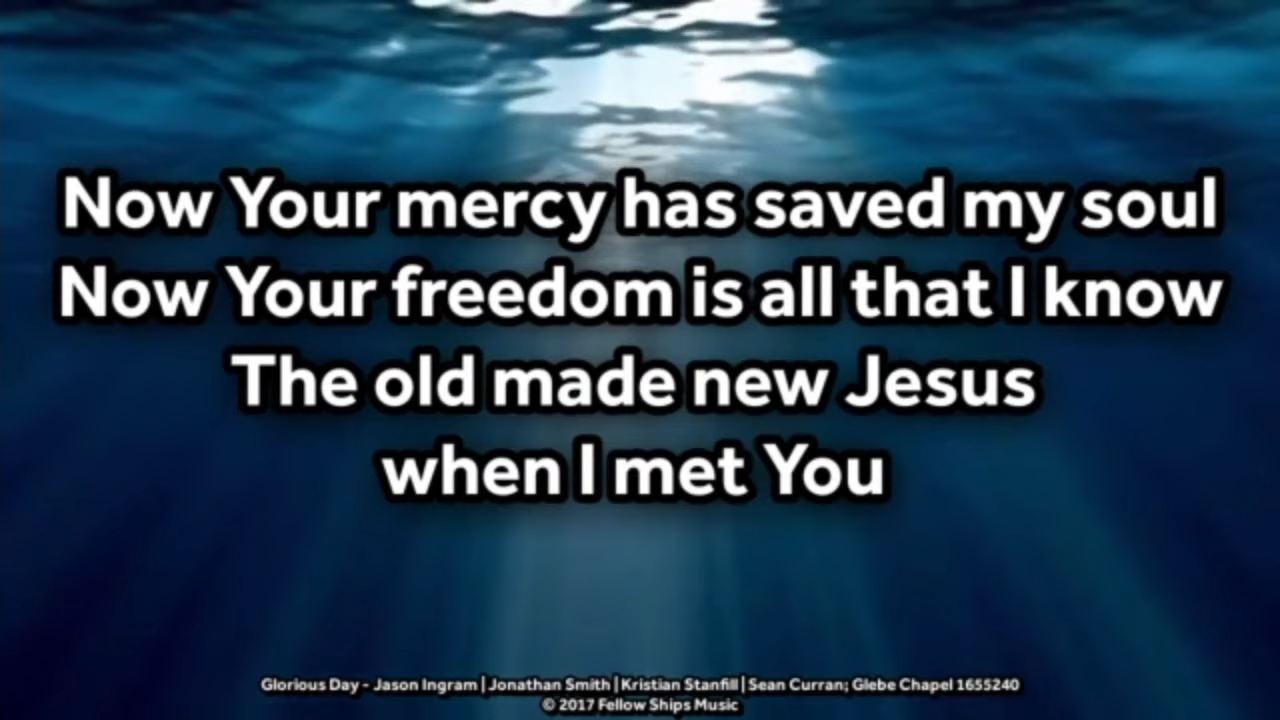 Now Your mercy has saved my soul
Now Your freedom is all that I know
The old made new Jesus
when I met You
Glorious Day - Jason Ingram | Jonathan Smith | Kristian Stanfill | Sean Curran; Glebe Chapel 1655240
© 2017 Fellow Ships Music